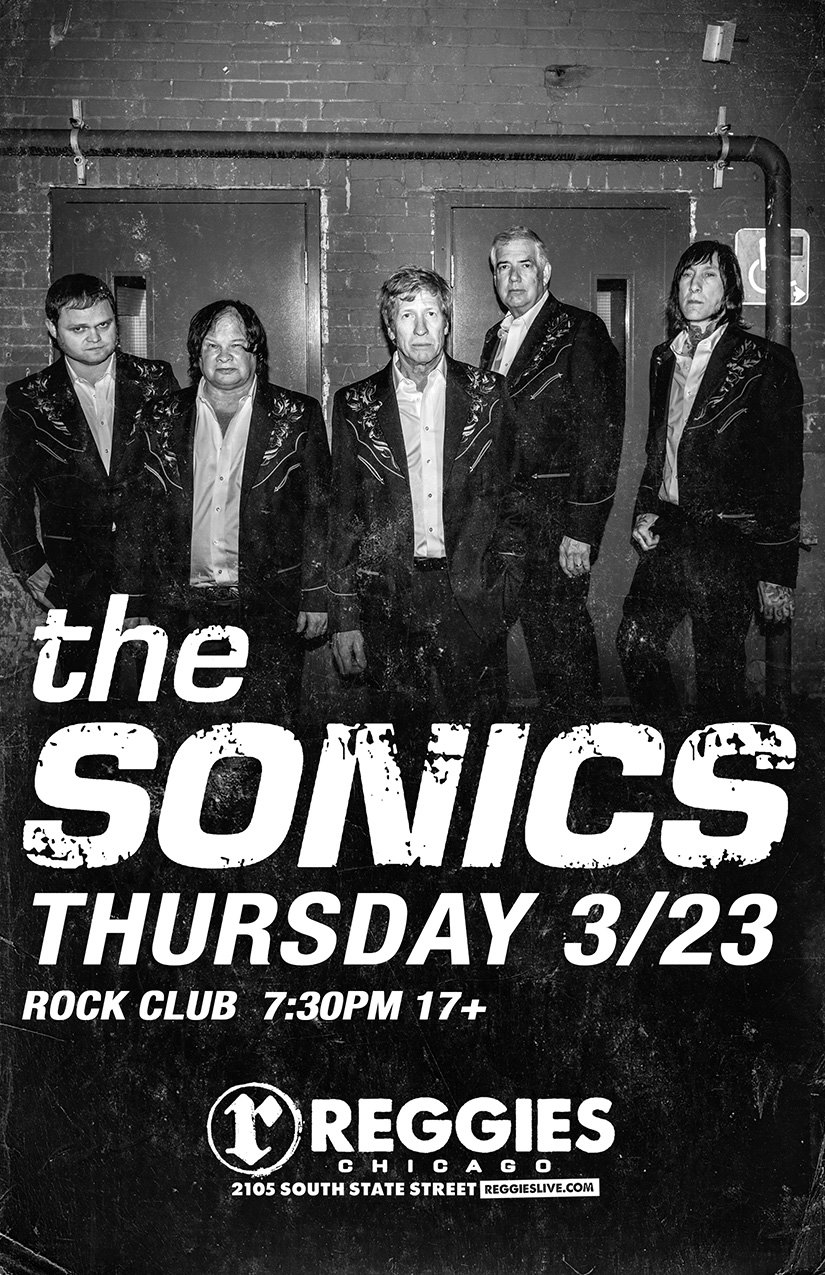 the
SONICS
THURSDAY 3/23
ROCK CLUB 7:30PM 17+
r REGGIES
CHICAGO
2105 SOUTH STATE STREET REGGIESLIVE.COM